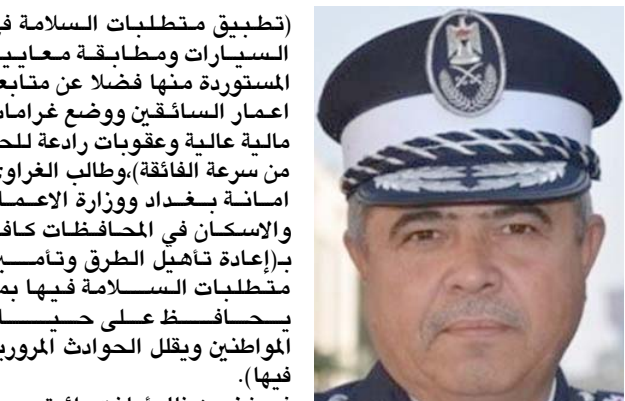 (تطبيق متطلبات السلامة في
السيارات ومطابقة معايير
المستوردة منها فضلا عن متابعة
اعمار السائقين ووضع غرامات
مالية عالية وعقوبات رادعة للحد
من سرعة الفائقة)،وطالب الغراوي
امانة بغداد ووزارة الاعمار
والاسكان في المحافظات كافة
بـ(إعادة تأهيل الطرق وتأمين
متطلبات السلامة فيها بما
يحافظ على حياة
المواطنين ويقلل الحوادث المرورية
فيها).